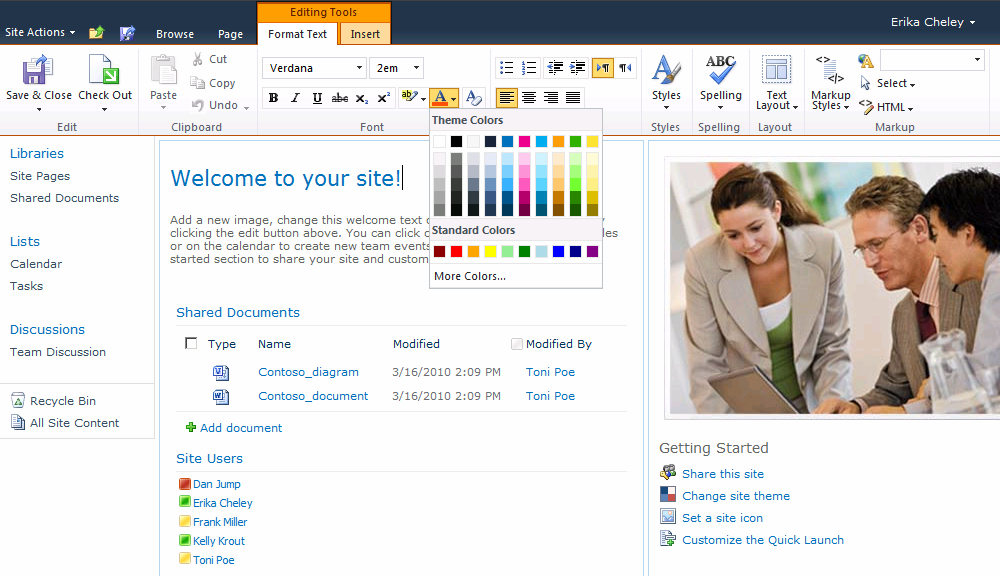 Editing Tools
Site Actions Browse Page Format Text Insert Erika Cheley
Save & Close Check Out
Edit
Paste Cut
Copy
Undo
Clipboard
Verdana 2em
B I U abc X₂ X² ab A A
Font
Styles
Styles
ABC
Spelling
Spelling
Text Layout
Layout
Markup Styles
Select
HTML
Markup
Theme Colors
Standard Colors
More Colors...
Libraries
Site Pages
Shared Documents
Lists
Calendar
Tasks
Discussions
Team Discussion
Recycle Bin
All Site Content
Welcome to your site!
Add a new image, change this welcome text
clicking the edit button above. You can click
or on the calendar to create new team events
started section to share your site and custom
Shared Documents
Type Name Modified Modified By
Contoso_diagram 3/16/2010 2:09 PM Toni Poe
Contoso_document 3/16/2010 2:09 PM Toni Poe
Add document
Site Users
Dan Jump
Erika Cheley
Frank Miller
Kelly Krout
Toni Poe
Getting Started
Share this site
Change site theme
Set a site icon
Customize the Quick Launch